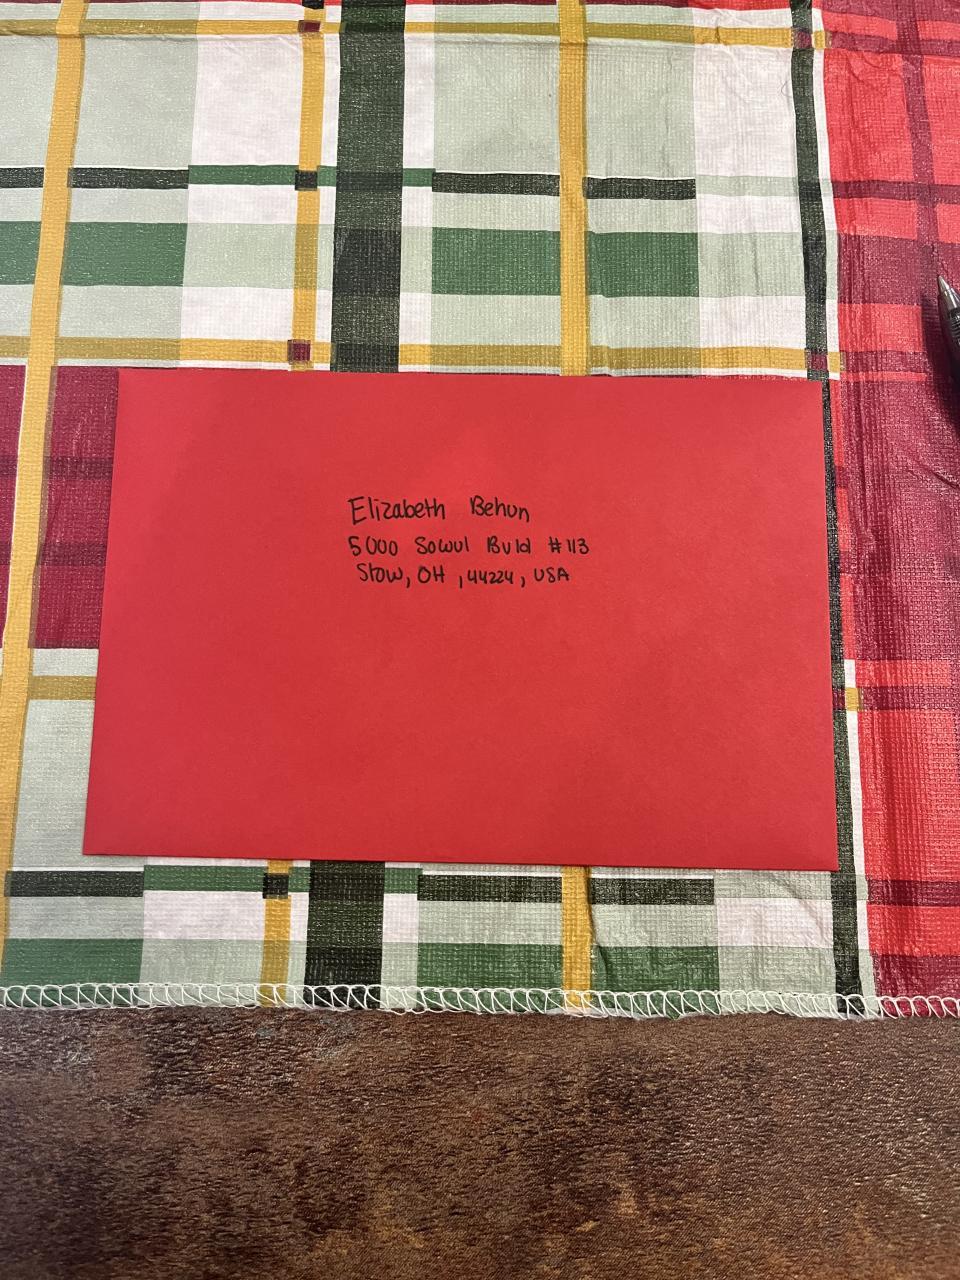 Elizabeth Behun
5000 Sowul Bvld #113
Stow, OH, 44224, USA